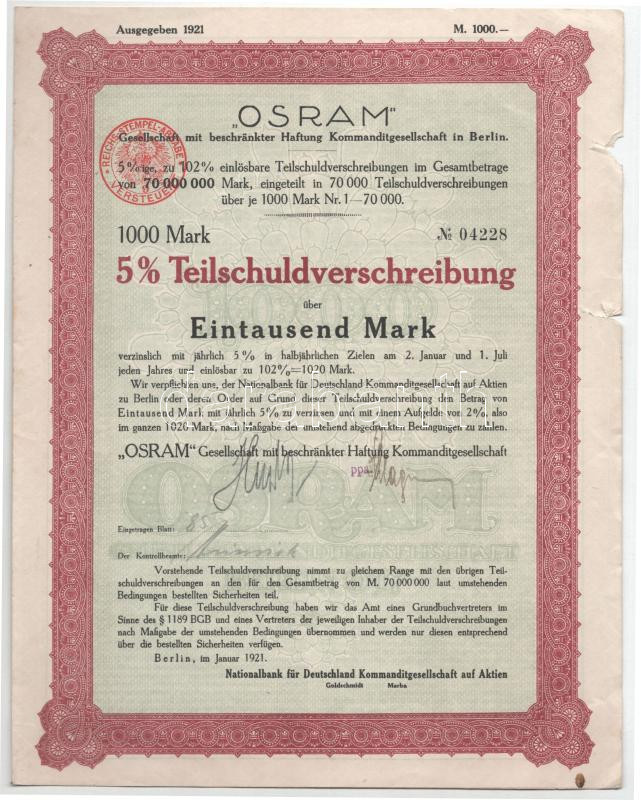 Ausgegeben 1921 M. 1000.—
„OSRAM"
Gesellschaft mit beschränkter Haftung Kommanditgesellschaft in Berlin.
REICHS-STEMPELABGABE
VERSTEUERT
5%ige, zu 102% einlösbare Teilschuldverschreibungen im Gesamtbetrage
von 70 000 000 Mark, eingeteilt in 70 000 Teilschuldverschreibungen
über je 1000 Mark Nr. 1—70 000.
1000 Mark № 04228
5% Teilschuldverschreibung
über
Eintausend Mark
verzinslich mit jährlich 5% in halbjährlichen Zielen am 2. Januar und 1. Juli
jeden Jahres und einlösbar zu 102%=1020 Mark.
Wir verpflichten uns, der Nationalbank für Deutschland Kommanditgesellschaft auf Aktien
zu Berlin oder deren Order auf Grund dieser Teilschuldverschreibung den Betrag von
Eintausend Mark mit jährlich 5% zu verzinsen und mit einem Aufgelde von 2%, also
im ganzen 1020 Mark, nach Maßgabe der umstehend abgedruckten Bedingungen zu zahlen.
„OSRAM" Gesellschaft mit beschränkter Haftung Kommanditgesellschaft
ppa.
OSRAM
Eingetragen Blatt: 85
Der Kontrollbeamte:
Vorstehende Teilschuldverschreibung nimmt zu gleichem Range mit den übrigen Teil-
schuldverschreibungen an den für den Gesamtbetrag von M. 70 000 000 laut umstehenden
Bedingungen bestellten Sicherheiten teil.
Für diese Teilschuldverschreibung haben wir das Amt eines Grundbuchvertreters im
Sinne des § 1189 BGB und eines Vertreters der jeweiligen Inhaber der Teilschuldverschreibungen
nach Maßgabe der umstehenden Bedingungen übernommen und werden nur diesen entsprechend
über die bestellten Sicherheiten verfügen.
Berlin, im Januar 1921.
Nationalbank für Deutschland Kommanditgesellschaft auf Aktien
Goldschmidt Marba